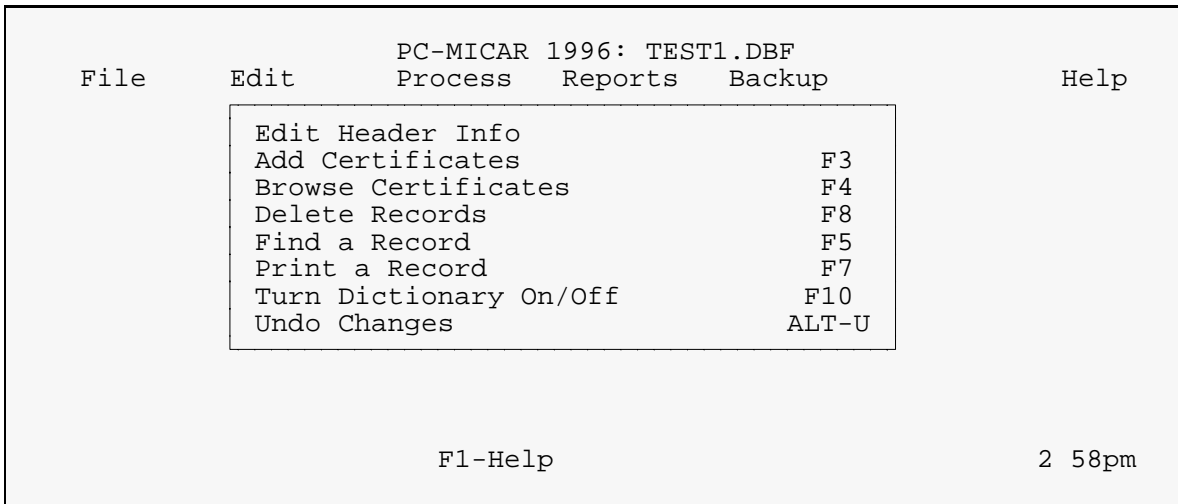 PC-MICAR 1996: TEST1.DBF
File Edit Process Reports Backup Help
Edit Header Info
Add Certificates F3
Browse Certificates F4
Delete Records F8
Find a Record F5
Print a Record F7
Turn Dictionary On/Off F10
Undo Changes ALT-U
F1-Help 2 58pm